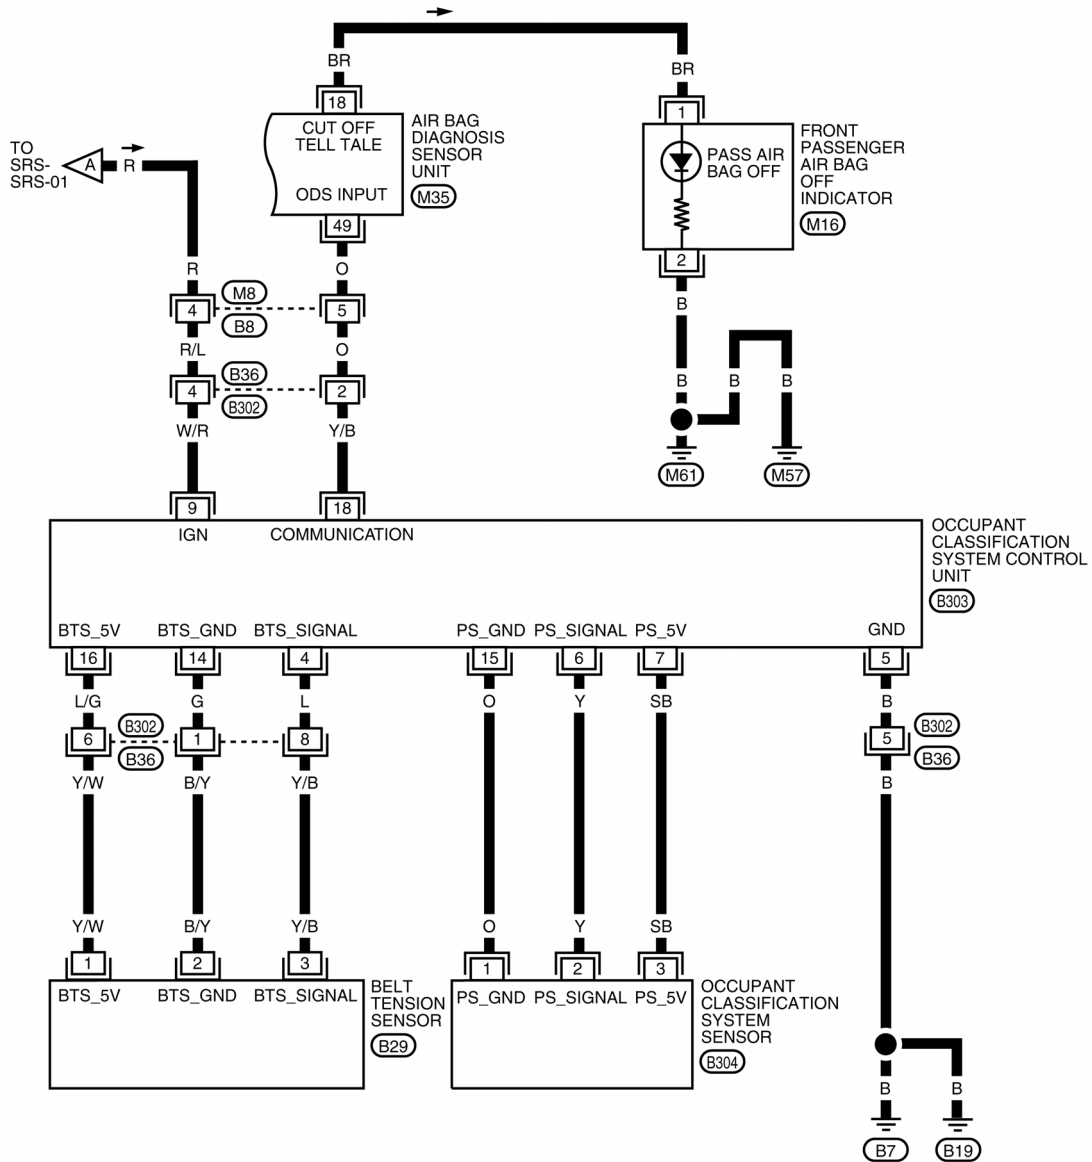 BR
BR
18
1
CUT OFF
TELL TALE
ODS INPUT
AIR BAG
DIAGNOSIS
SENSOR
UNIT
M35
PASS AIR
BAG OFF
FRONT
PASSENGER
AIR BAG
OFF
INDICATOR
M16
TO
SRS-
SRS-01
A
R
49
2
R
O
B
4
M8
B8
5
R/L
O
B
B
B
4
B36
B302
2
W/R
Y/B
M61
M57
9
18
IGN
COMMUNICATION
OCCUPANT
CLASSIFICATION
SYSTEM CONTROL
UNIT
B303
BTS_5V
BTS_GND
BTS_SIGNAL
PS_GND
PS_SIGNAL
PS_5V
GND
16
14
4
15
6
7
5
L/G
G
L
O
Y
SB
B
6
B302
B36
1
8
5
B302
B36
Y/W
B/Y
Y/B
B
Y/W
B/Y
Y/B
O
Y
SB
1
2
3
1
2
3
BTS_5V
BTS_GND
BTS_SIGNAL
BELT
TENSION
SENSOR
B29
PS_GND
PS_SIGNAL
PS_5V
OCCUPANT
CLASSIFICATION
SYSTEM
SENSOR
B304
B
B
B7
B19